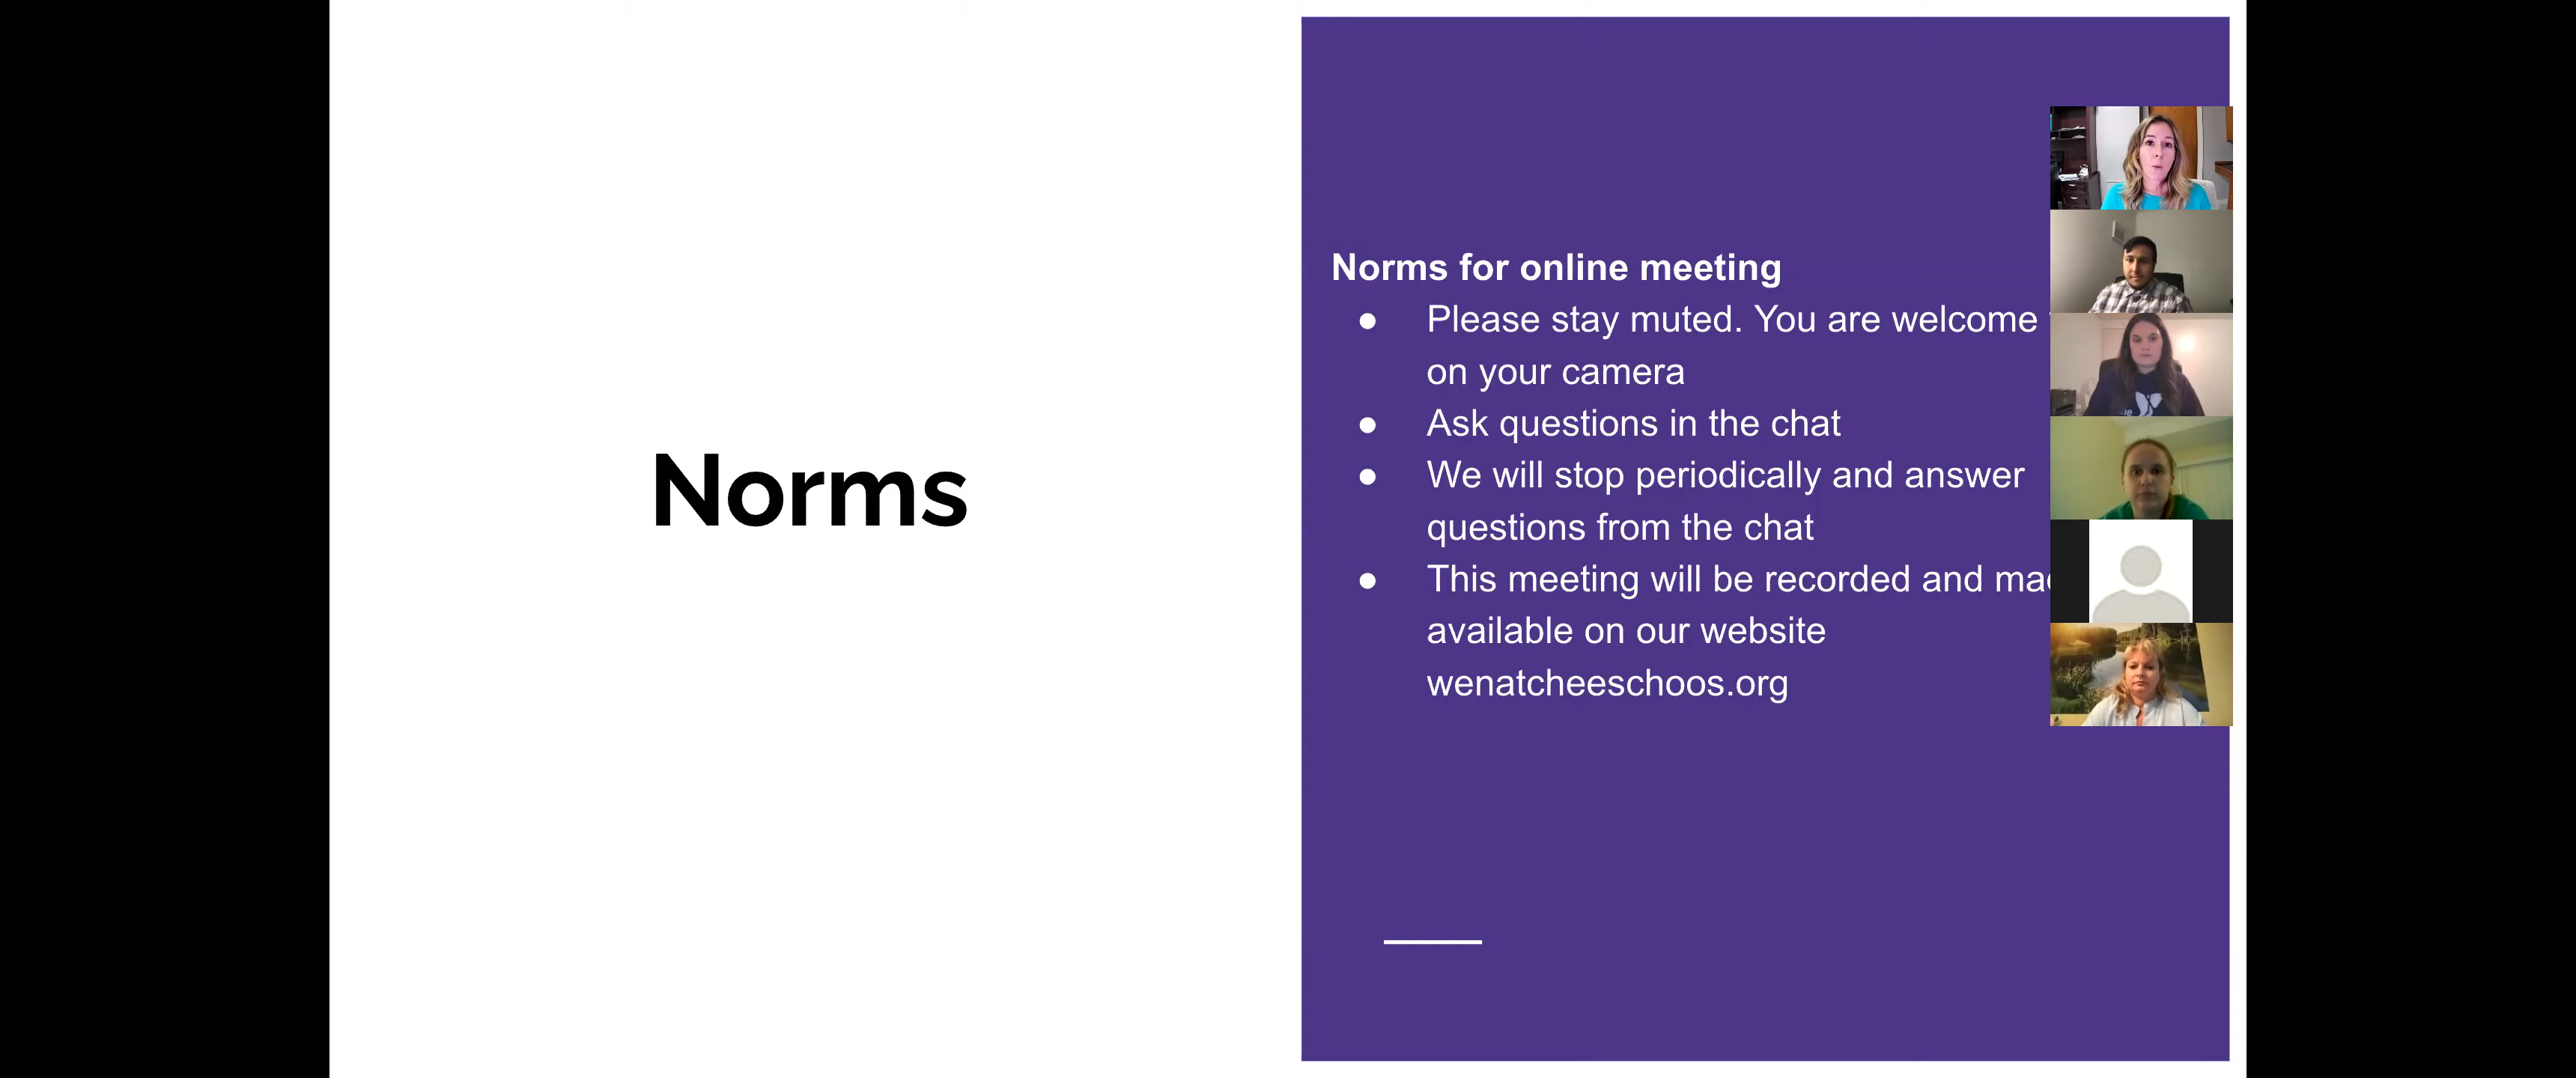 Norms
Norms for online meeting
● Please stay muted. You are welcome
on your camera
● Ask questions in the chat
● We will stop periodically and answer
questions from the chat
● This meeting will be recorded and
available on our website
wenatcheeschoos.org